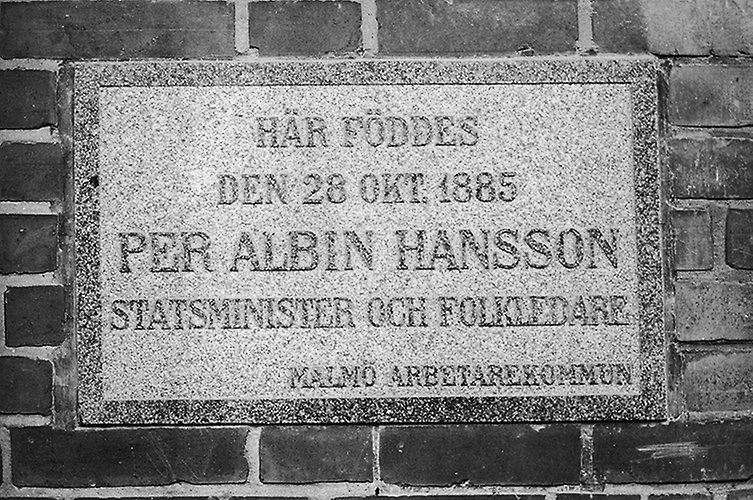 HÄR FÖDDES
DEN 28 OKT. 1885
PER ALBIN HANSSON
STATSMINISTER OCH FOLKLEDARE
MALMÖ ARBETAREKOMMUN